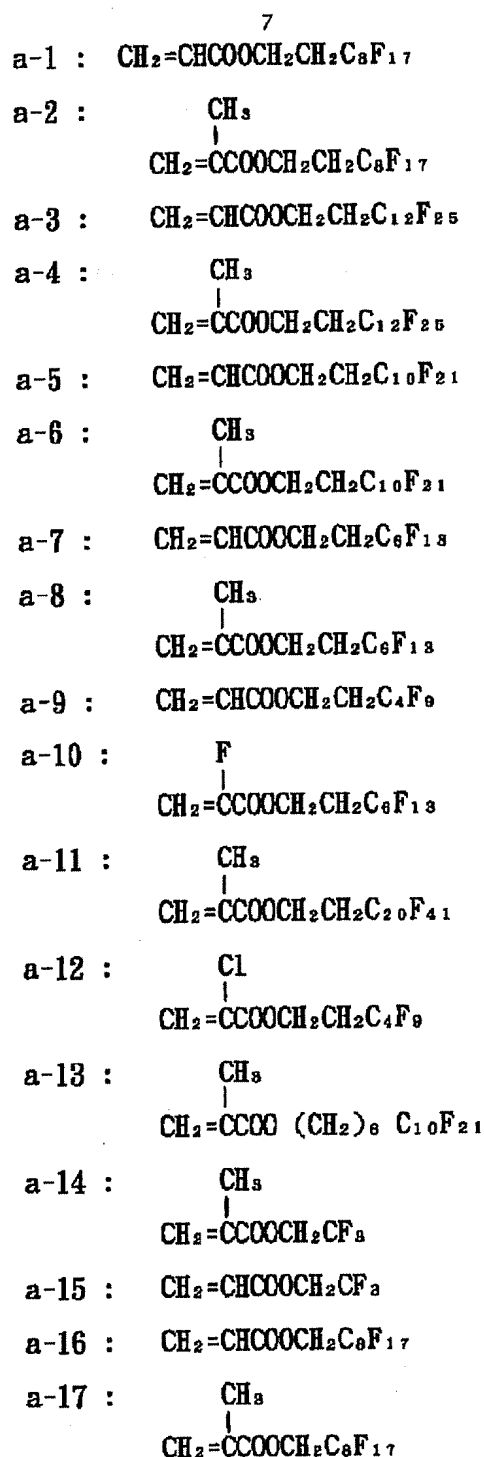 7
a-1 : CH₂=CHCOOCH₂CH₂C₈F₁₇
a-2 : CH₃
|
CH₂=CCOOCH₂CH₂C₈F₁₇
a-3 : CH₂=CHCOOCH₂CH₂C₁₂F₂₅
a-4 : CH₃
|
CH₂=CCOOCH₂CH₂C₁₂F₂₅
a-5 : CH₂=CHCOOCH₂CH₂C₁₀F₂₁
a-6 : CH₃
|
CH₂=CCOOCH₂CH₂C₁₀F₂₁
a-7 : CH₂=CHCOOCH₂CH₂C₆F₁₃
a-8 : CH₃
|
CH₂=CCOOCH₂CH₂C₆F₁₃
a-9 : CH₂=CHCOOCH₂CH₂C₄F₉
a-10 : F
|
CH₂=CCOOCH₂CH₂C₆F₁₃
a-11 : CH₃
|
CH₂=CCOOCH₂CH₂C₂₀F₄₁
a-12 : Cl
|
CH₂=CCOOCH₂CH₂C₄F₉
a-13 : CH₃
|
CH₂=CCOO (CH₂)₆ C₁₀F₂₁
a-14 : CH₃
|
CH₂=CCOOCH₂CF₃
a-15 : CH₂=CHCOOCH₂CF₃
a-16 : CH₂=CHCOOCH₂C₈F₁₇
a-17 : CH₃
|
CH₂=CCOOCH₂C₈F₁₇